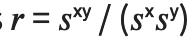 r = s^xy / (s^x s^y)